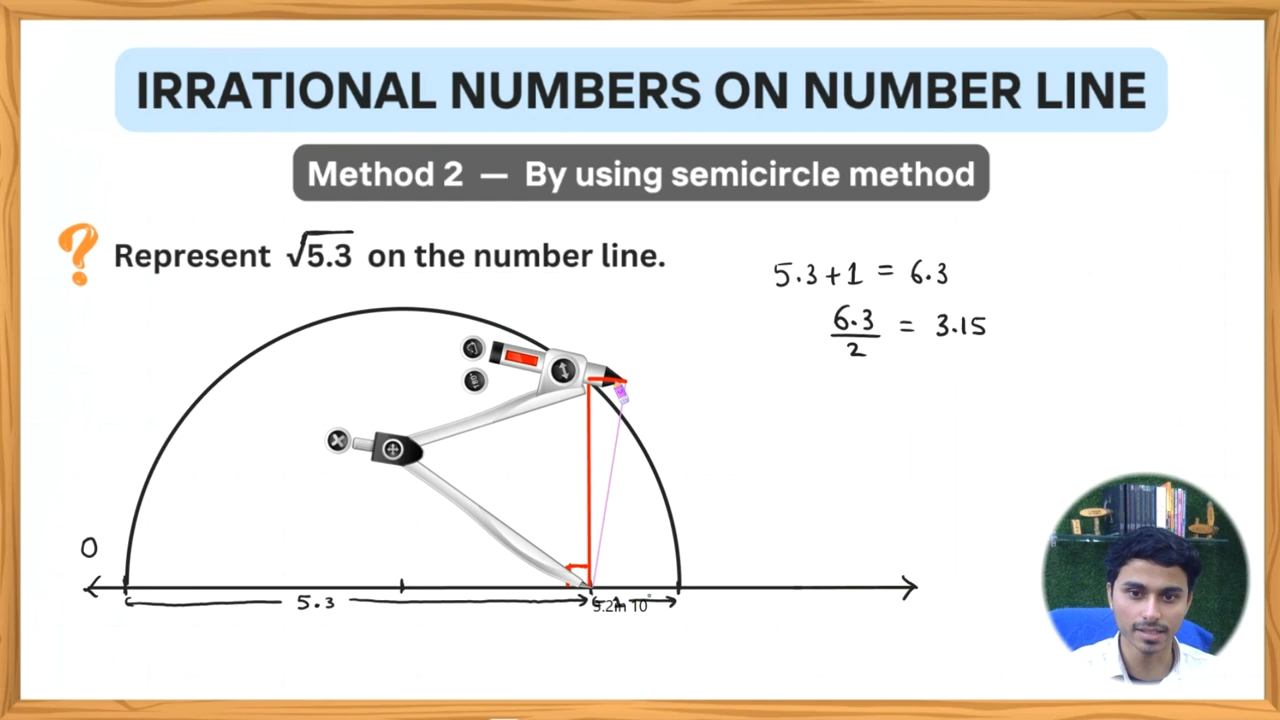 IRRATIONAL NUMBERS ON NUMBER LINE
Method 2 — By using semicircle method
? Represent √5.3 on the number line.
5.3+1 = 6.3
6.3/2 = 3.15
0
5.3